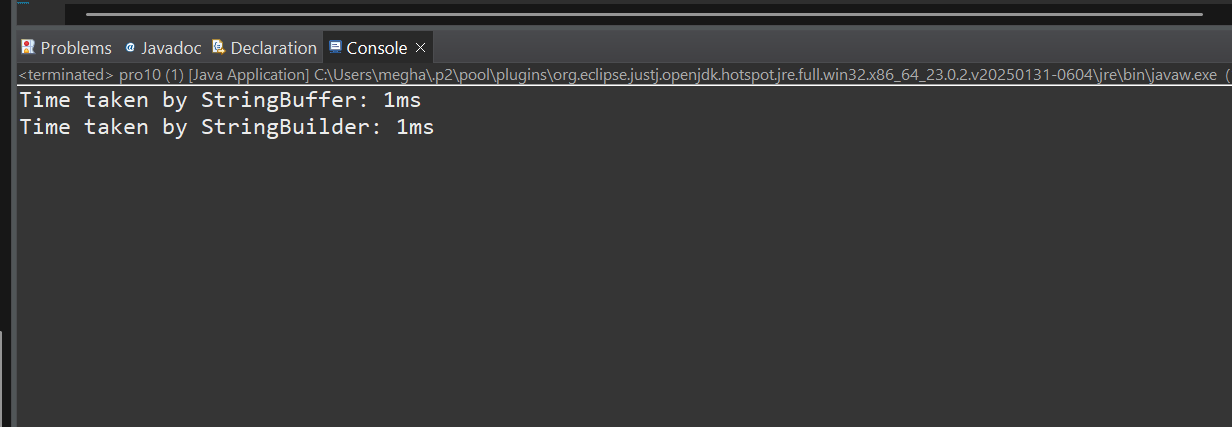 Problems Javadoc Declaration Console
<terminated> pro10 (1) [Java Application] C:\Users\megha\.p2\pool\plugins\org.eclipse.justj.openjdk.hotspot.jre.full.win32.x86_64_23.0.2.v20250131-0604\jre\bin\javaw.exe (
Time taken by StringBuffer: 1ms
Time taken by StringBuilder: 1ms